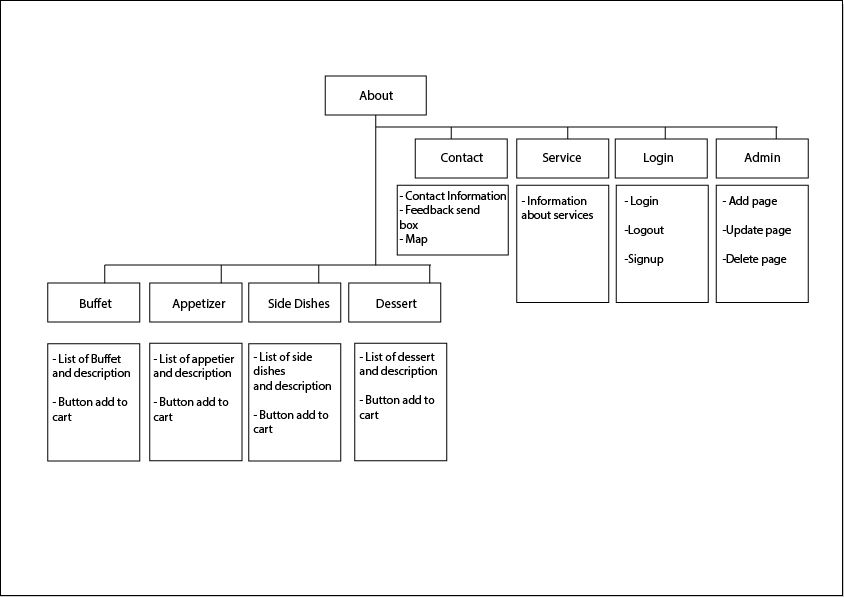 About
Contact
Service
Login
Admin
- Contact Information
- Feedback send
box
- Map
- Information
about services
- Login
-Logout
-Signup
- Add page
-Update page
-Delete page
Buffet
Appetizer
Side Dishes
Dessert
- List of Buffet
and description
- Button add to
cart
- List of appetier
and description
- Button add to
cart
- List of side
dishes
and description
- Button add to
cart
- List of dessert
and description
- Button add to
cart